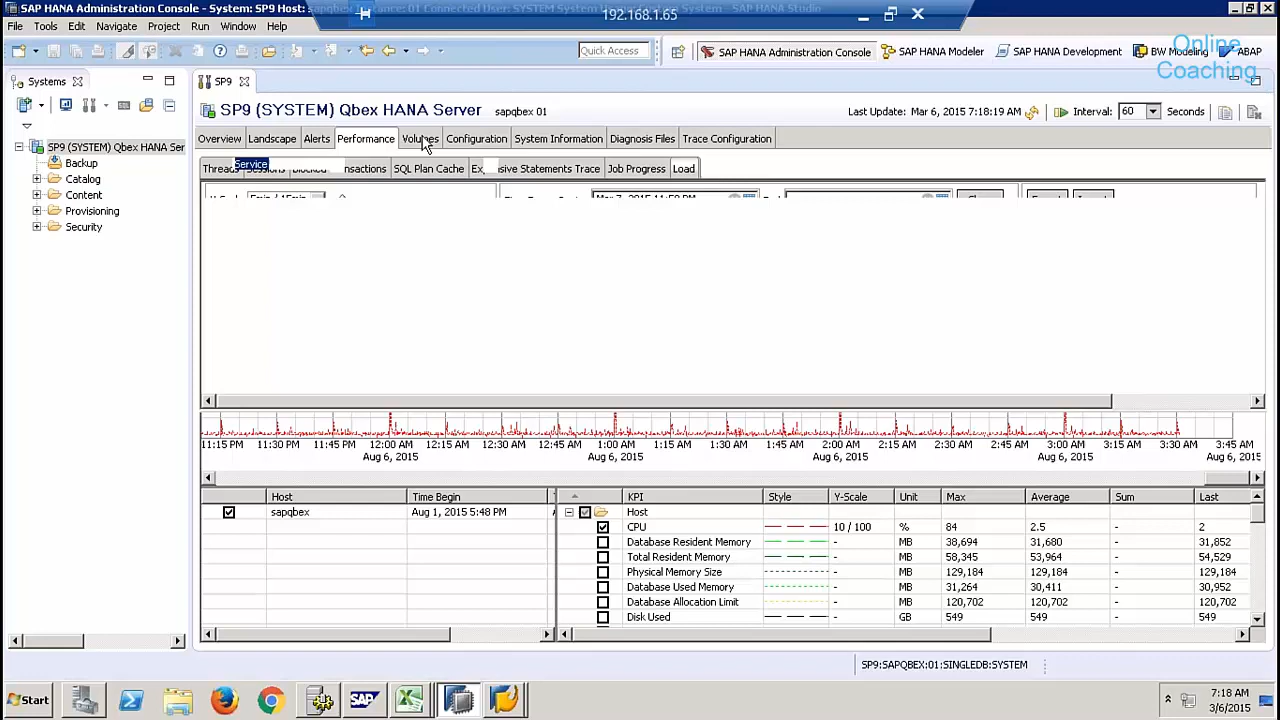 SAP HANA Administration Console - System: SP9 Host:
192.168.1.65
File Edit Navigate Project Run Window Help
Quick Access
SAP HANA Administration Console
SAP HANA Modeler
SAP HANA Development
BW Modeling
ABAP
Online
Coaching
Systems
SP9
SP9 (SYSTEM) Qbex HANA Server
sapqbex 01
Last Update: Mar 6, 2015 7:18:19 AM
Interval: 60 Seconds
Overview Landscape Alerts Performance Volumes Configuration System Information Diagnosis Files Trace Configuration
SP9 (SYSTEM) Qbex HANA Ser
Backup
Catalog
Content
Provisioning
Security
Service
SQL Plan Cache
Job Progress Load
11:15 PM 11:30 PM 11:45 PM 12:00 AM 12:15 AM 12:30 AM 12:45 AM 1:00 AM 1:15 AM 1:30 AM 1:45 AM 2:00 AM 2:15 AM 2:30 AM 2:45 AM 3:00 AM 3:15 AM 3:30 AM 3:45 AM
Aug 6, 2015 Aug 6, 2015 Aug 6, 2015 Aug 6, 2015 Aug 6, 2015
Host Time Begin
sapqbex Aug 1, 2015 5:48 PM
KPI Style Y-Scale Unit Max Average Sum Last
Host
CPU 10 / 100 % 84 2.5 - 2
Database Resident Memory - MB 38,694 31,680 - 31,852
Total Resident Memory - MB 58,345 53,964 - 54,529
Physical Memory Size - MB 129,184 129,184 - 129,184
Database Used Memory - MB 31,264 30,411 - 30,952
Database Allocation Limit - MB 120,702 120,702 - 120,702
Disk Used - GB 549 549 - 549
SP9:SAPQBEX:01:SINGLEDB:SYSTEM
Start
SAP
7:18 AM
3/6/2015